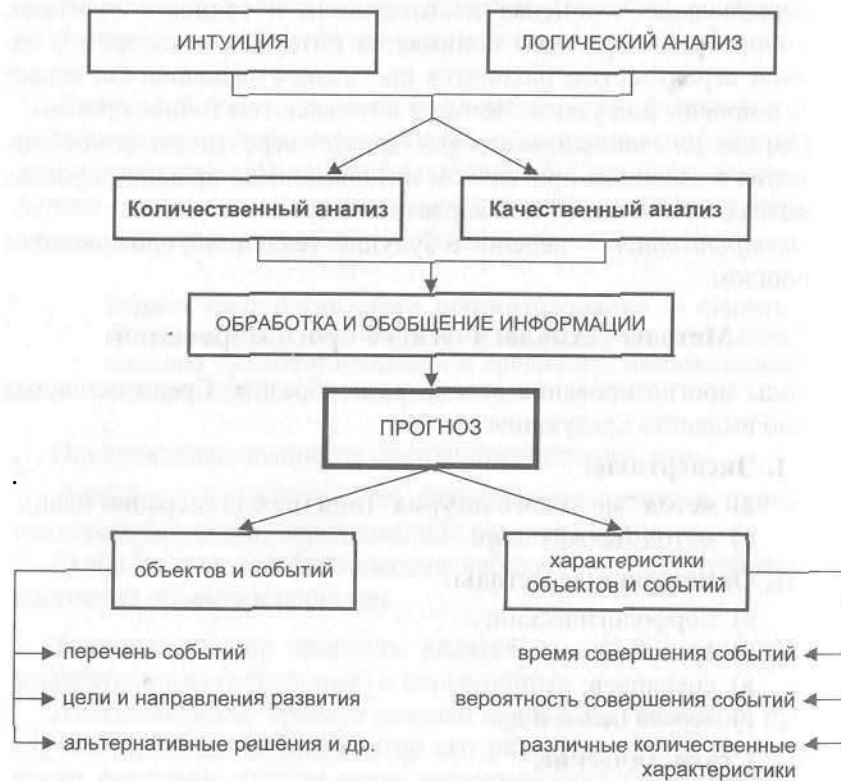 ИНТУИЦИЯ
ЛОГИЧЕСКИЙ АНАЛИЗ
Количественный анализ
Качественный анализ
ОБРАБОТКА И ОБОБЩЕНИЕ ИНФОРМАЦИИ
ПРОГНОЗ
объектов и событий
характеристики
объектов и событий
перечень событий
время совершения событий
цели и направления развития
вероятность совершения событий
альтернативные решения и др.
различные количественные
характеристики